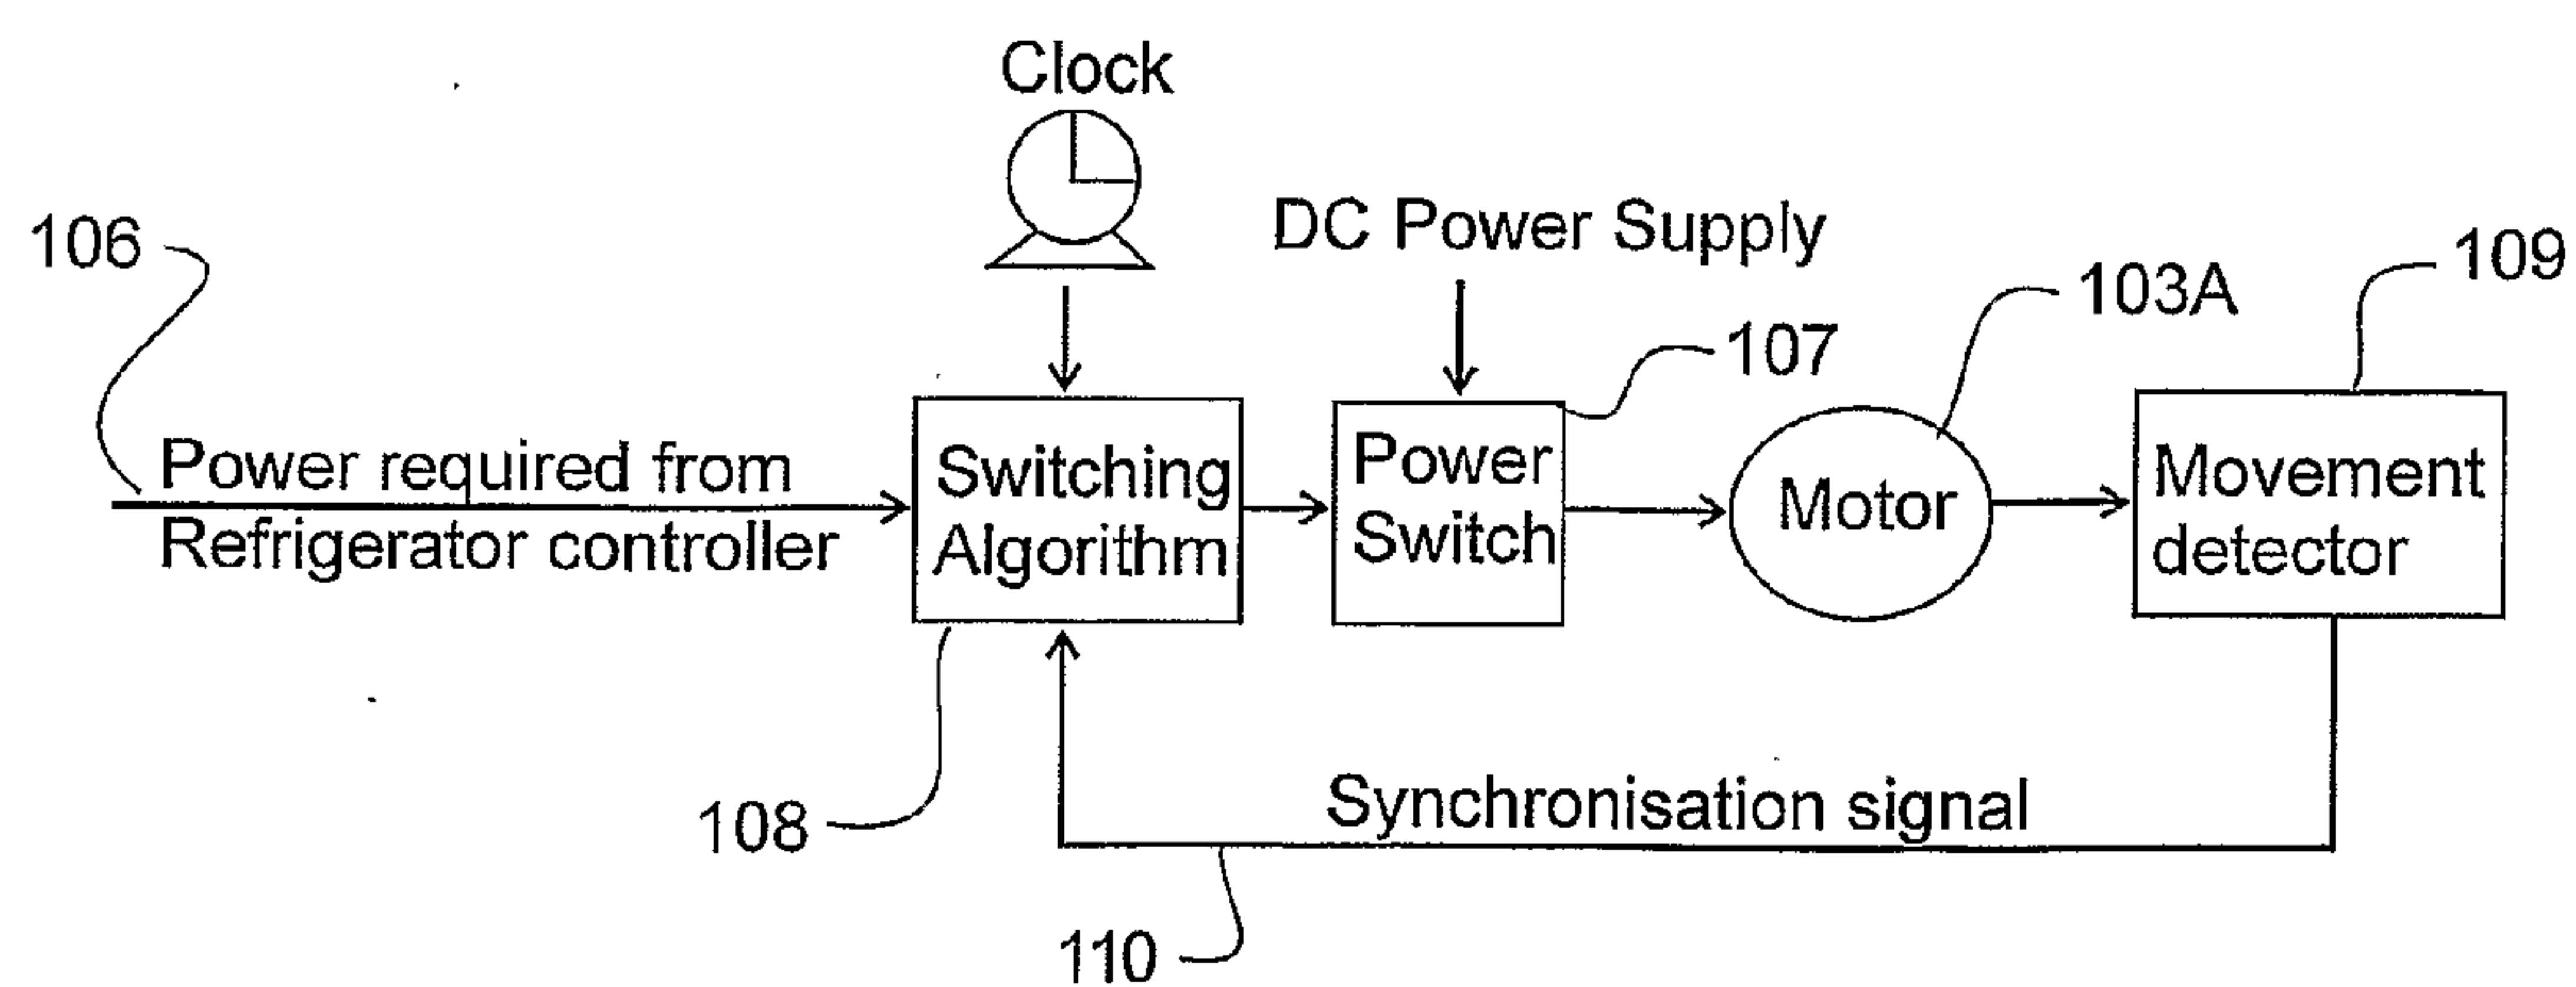 Clock
DC Power Supply
106
109
103A
107
Power required from
Refrigerator controller
Switching
Algorithm
Power
Switch
Motor
Movement
detector
108
Synchronisation signal
110